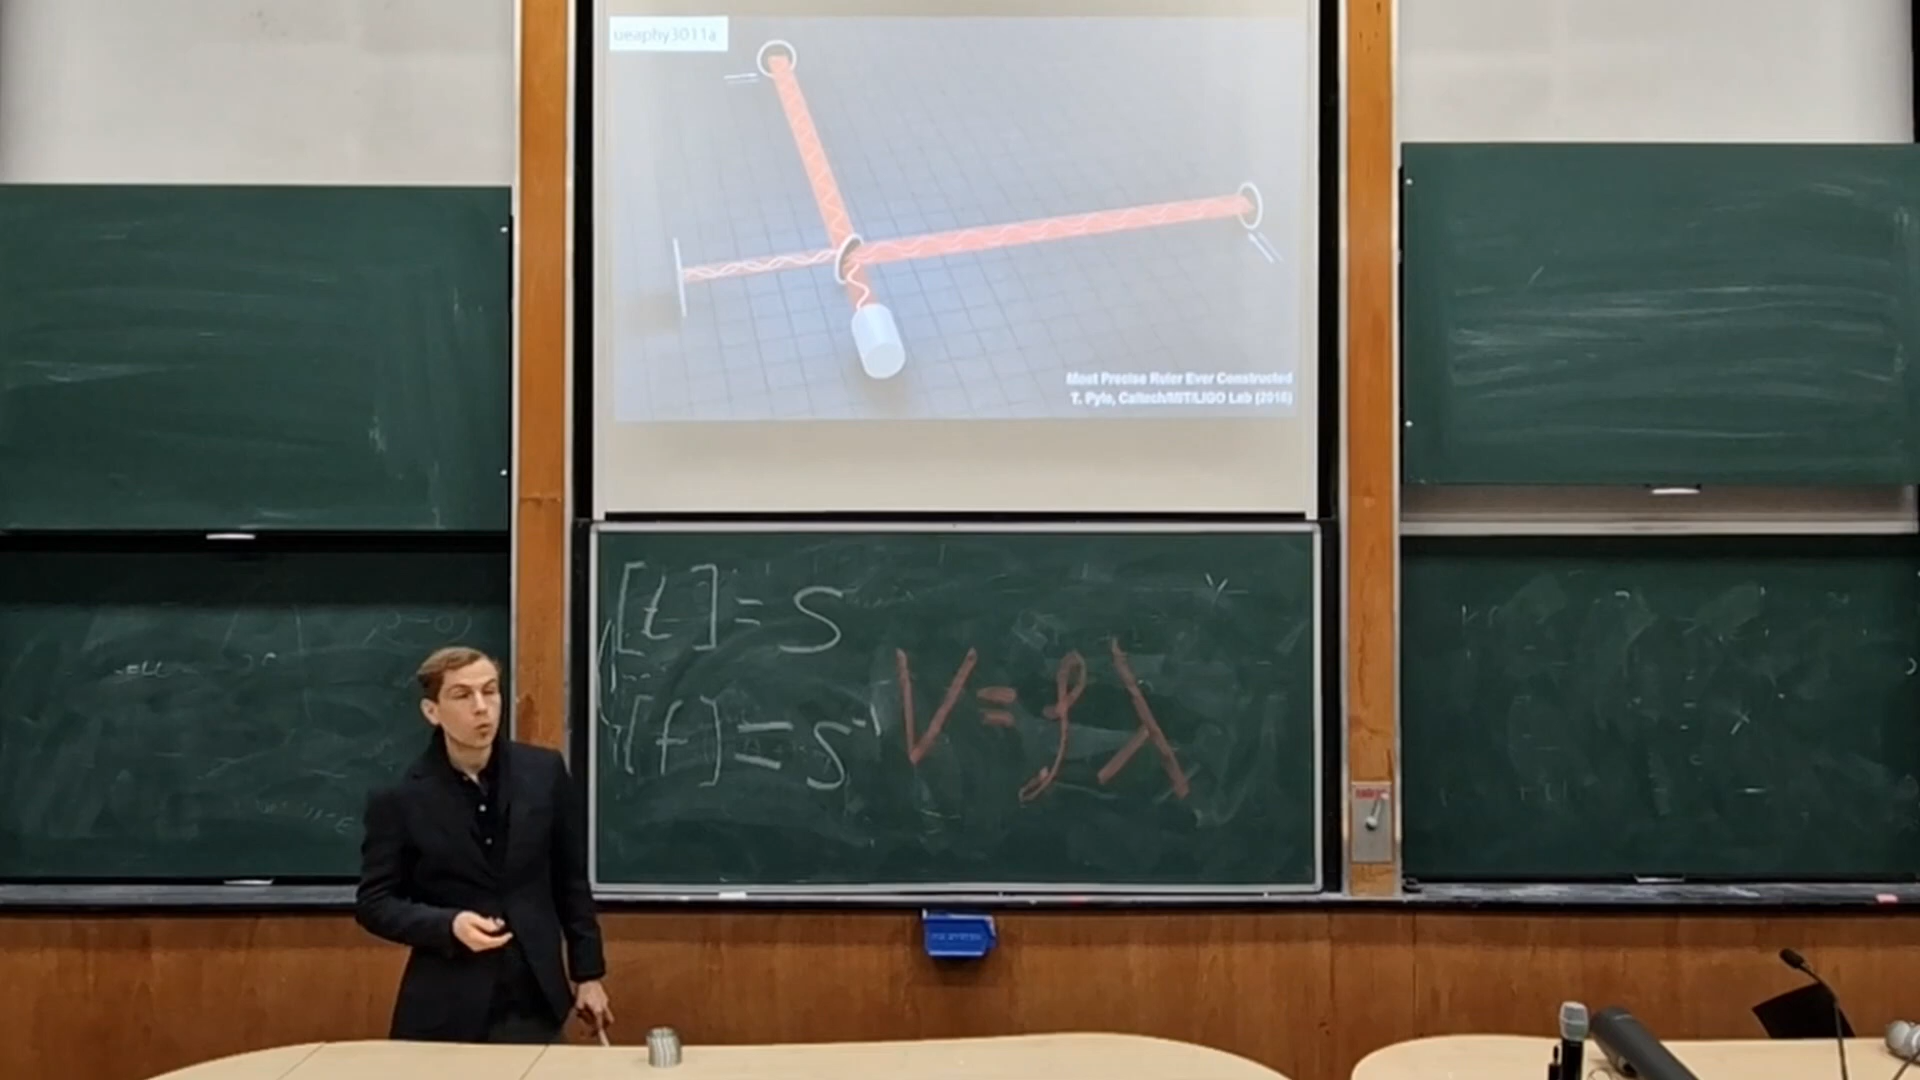 ueaphy3011a
Most Precise Ruler Ever Constructed
T. Pyle, Caltech/MIT/LIGO Lab (2016)
[t] = s
[f] = s⁻¹
v = fλ